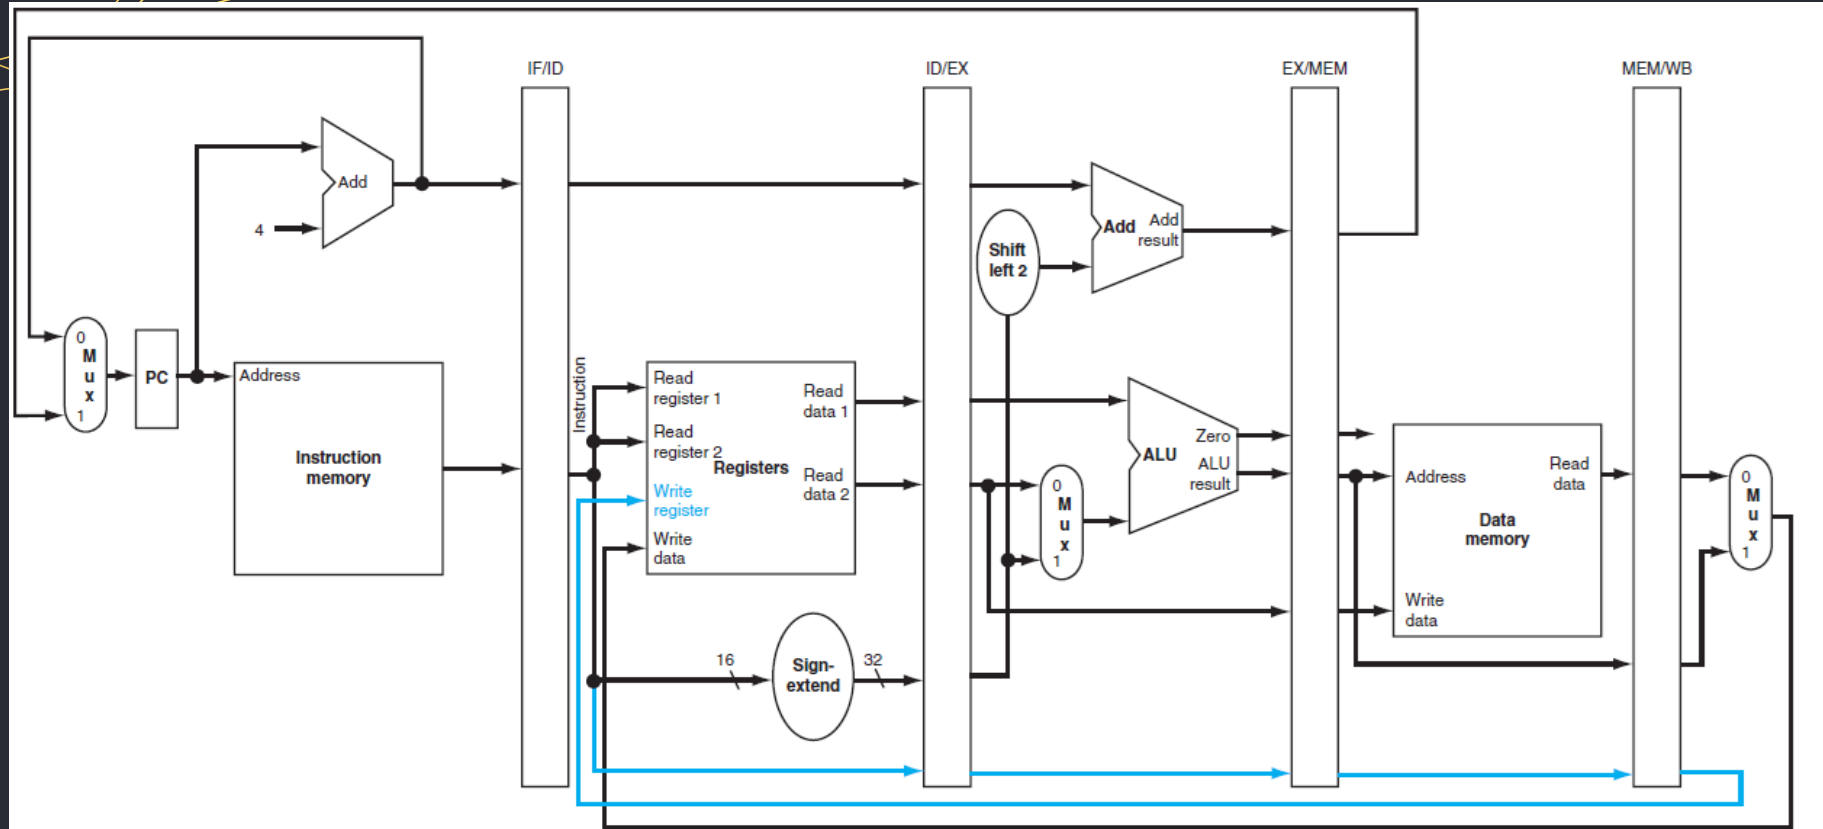 IF/ID
ID/EX
EX/MEM
MEM/WB
Add
4
Add
Add
result
Shift
left 2
0
M
u
x
1
PC
Address
Instruction
memory
Instruction
Read
register 1
Read
register 2
Write
register
Write
data
Registers
Read
data 1
Read
data 2
16
Sign-
extend
32
0
M
u
x
1
ALU
Zero
ALU
result
Address
Read
data
Data
memory
Write
data
0
M
u
x
1